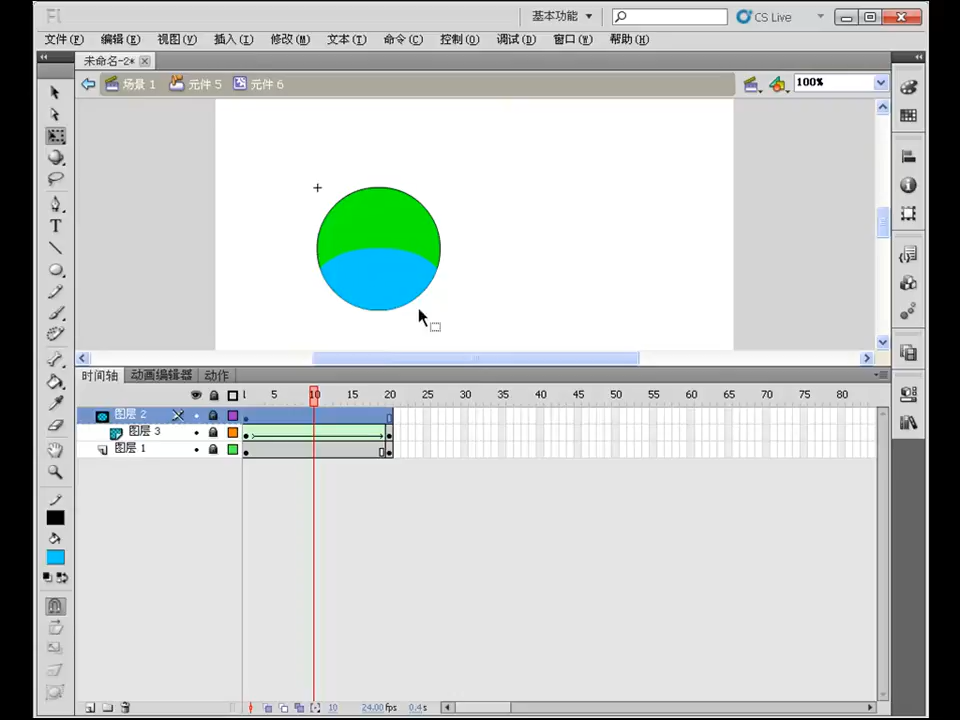 Fl 基本功能 CS Live
文件(F) 编辑(E) 视图(V) 插入(I) 修改(M) 文本(T) 命令(C) 控制(O) 调试(D) 窗口(W) 帮助(H)
未命名-2*
场景 1 元件 5 元件 6 100%
T
时间轴 动画编辑器 动作
1 5 10 15 20 25 30 35 40 45 50 55 60 65 70 75 80
图层 2
图层 3
图层 1
10 24.00fps 0.4s